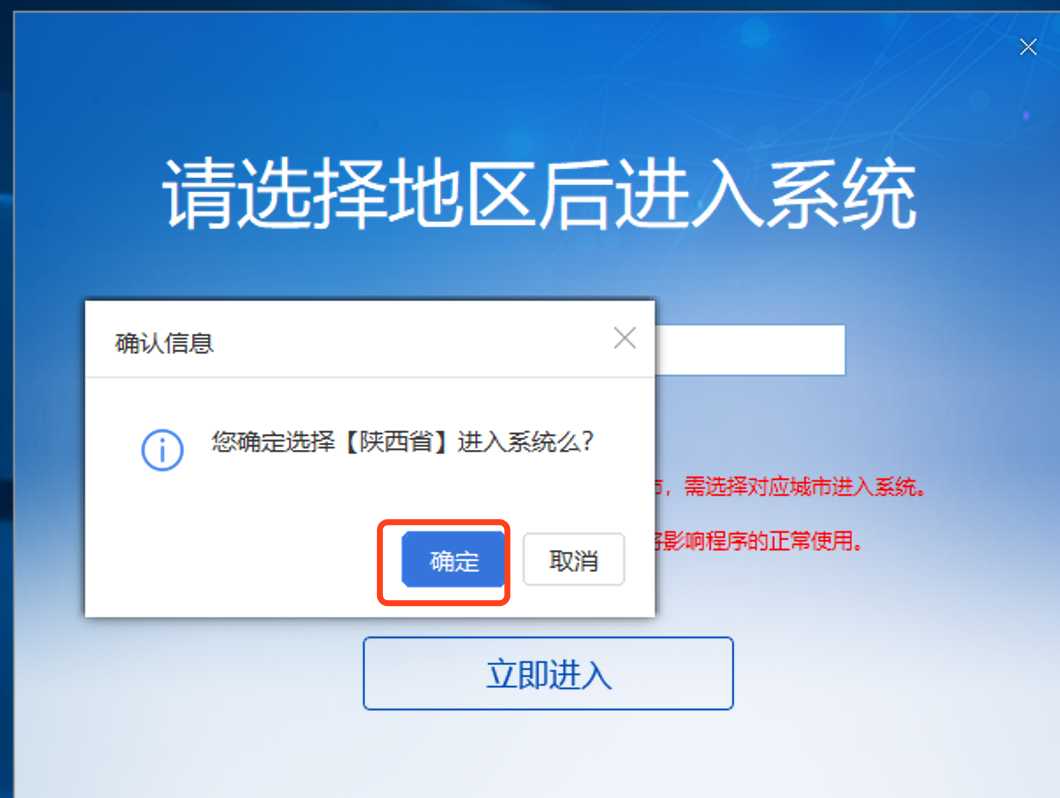 请选择地区后进入系统
确认信息
您确定选择【陕西省】进入系统么?
，需选择对应城市进入系统。
影响程序的正常使用。
确定
取消
立即进入